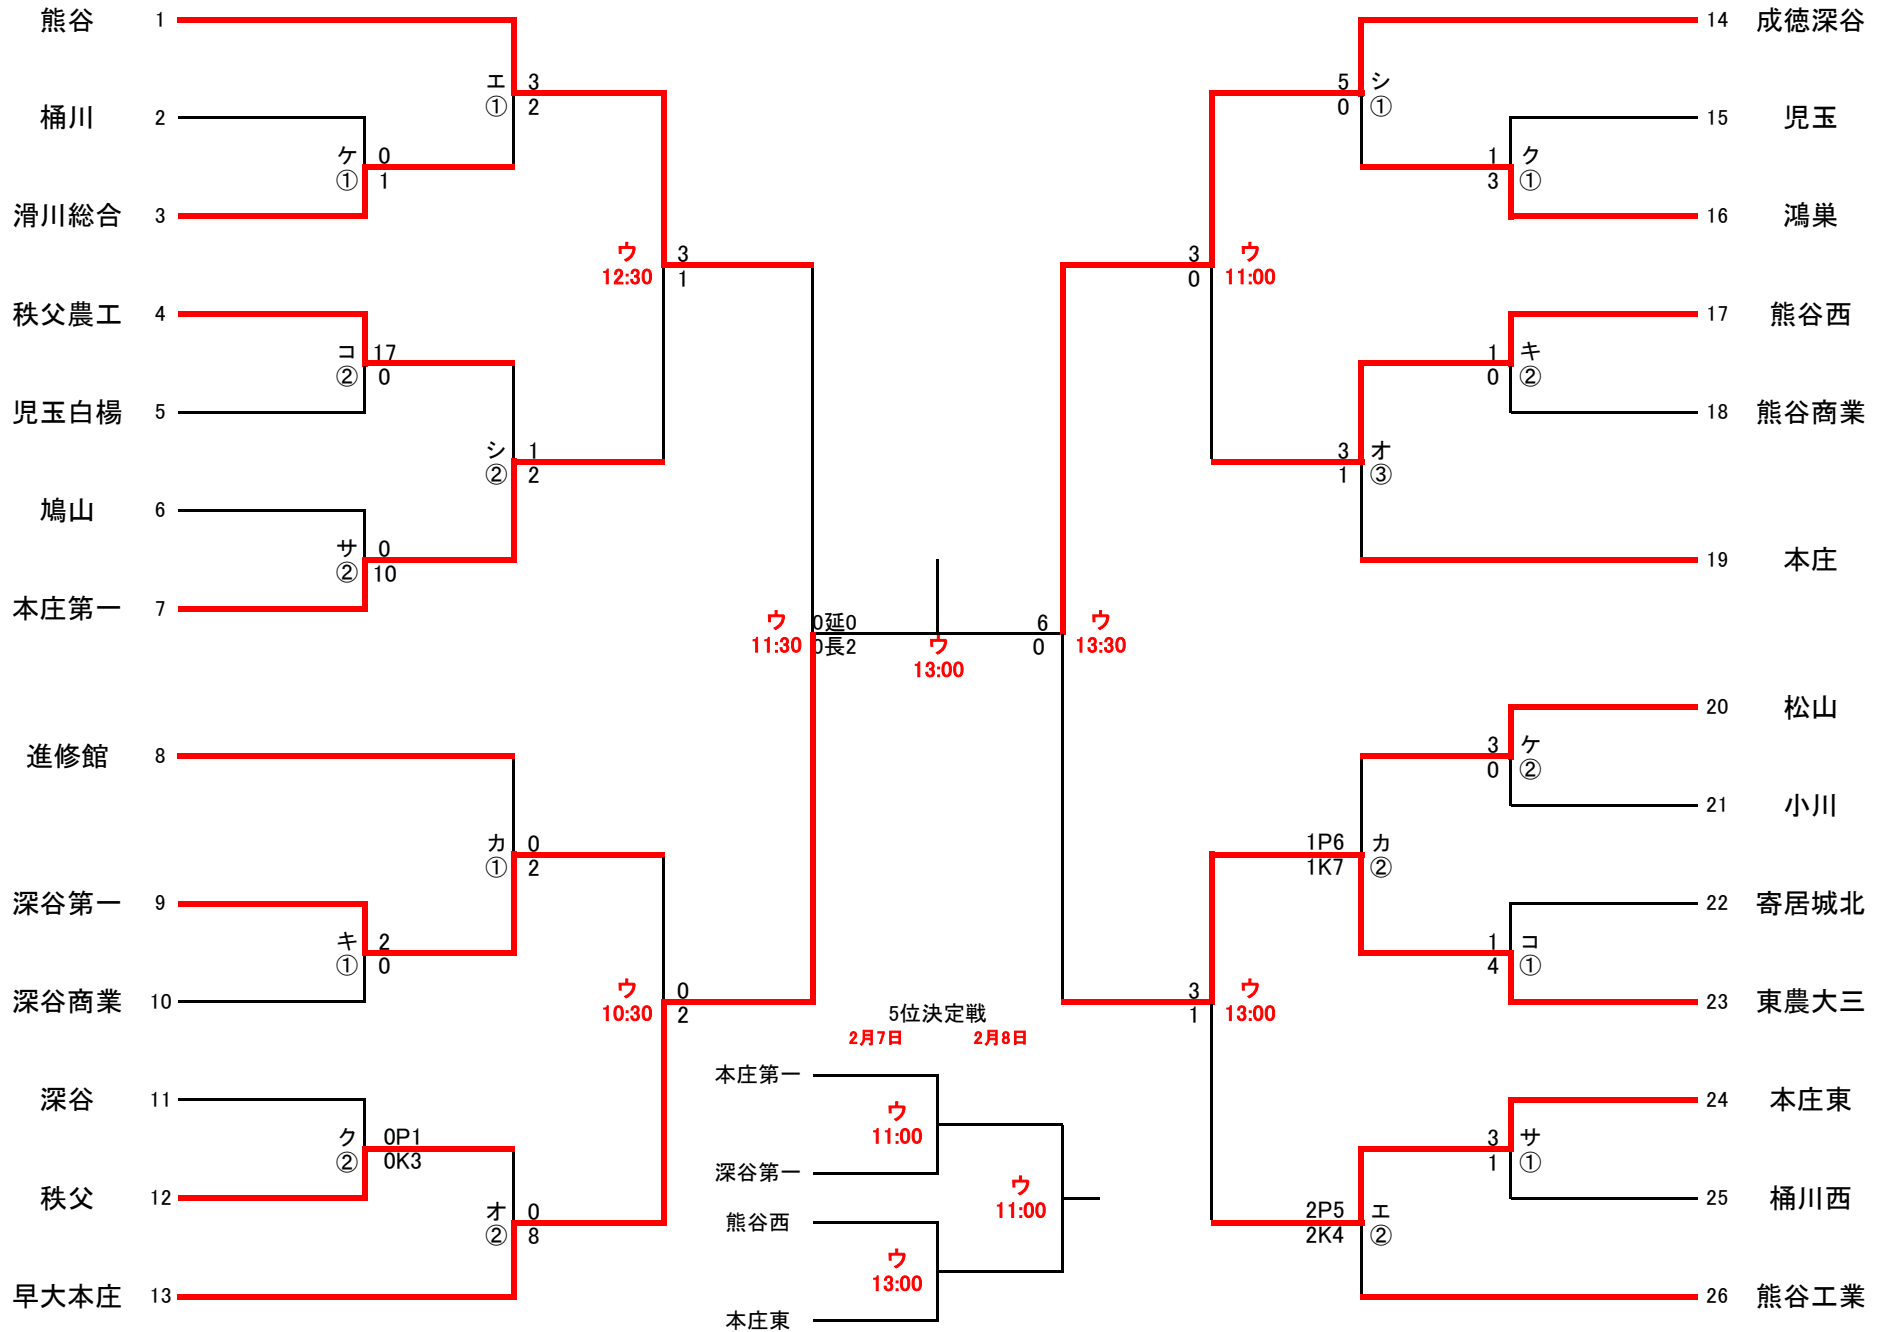 熊谷 1
桶川 2
滑川総合 3
秩父農工 4
児玉白楊 5
鳩山 6
本庄第一 7
進修館 8
深谷第一 9
深谷商業 10
深谷 11
秩父 12
早大本庄 13
ケ 0
① 1
コ 17
② 0
サ 0
② 10
キ 2
① 0
ク 0P1
② 0K3
エ 3
① 2
シ 1
② 2
カ 0
① 2
オ 0
② 8
ウ 3
12:30 1
ウ 0
10:30 2
ウ 0延0
11:30 0長2
ウ
13:00
6 ウ
0 13:30
3 ウ
0 11:00
3 ウ
1 13:00
5 シ
0 ①
3 オ
1 ③
1P6 カ
1K7 ②
2P5 エ
2K4 ②
1 ク
3 ①
1 キ
0 ②
3 ケ
0 ②
1 コ
4 ①
3 サ
1 ①
14 成徳深谷
15 児玉
16 鴻巣
17 熊谷西
18 熊谷商業
19 本庄
20 松山
21 小川
22 寄居城北
23 東農大三
24 本庄東
25 桶川西
26 熊谷工業
5位決定戦
2月7日 2月8日
本庄第一
ウ
11:00
深谷第一
熊谷西
ウ
13:00
本庄東
ウ
11:00